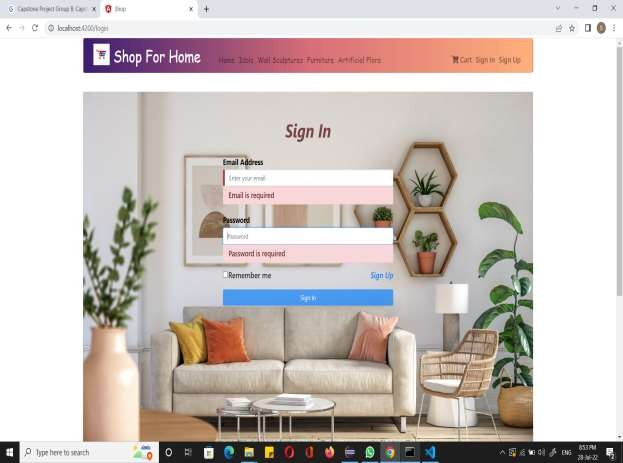 Capstone Project Group B: Capst
Shop
localhost:4200/login
Shop For Home
Home Idols Wall Sculptures Furniture Artificial Flora
Cart Sign In Sign Up
Sign In
Email Address
Enter your email
Email is required
Password
Password
Password is required
Remember me
Sign Up
Sign In
Type here to search
ENG
8:53 PM
28-Jul-22